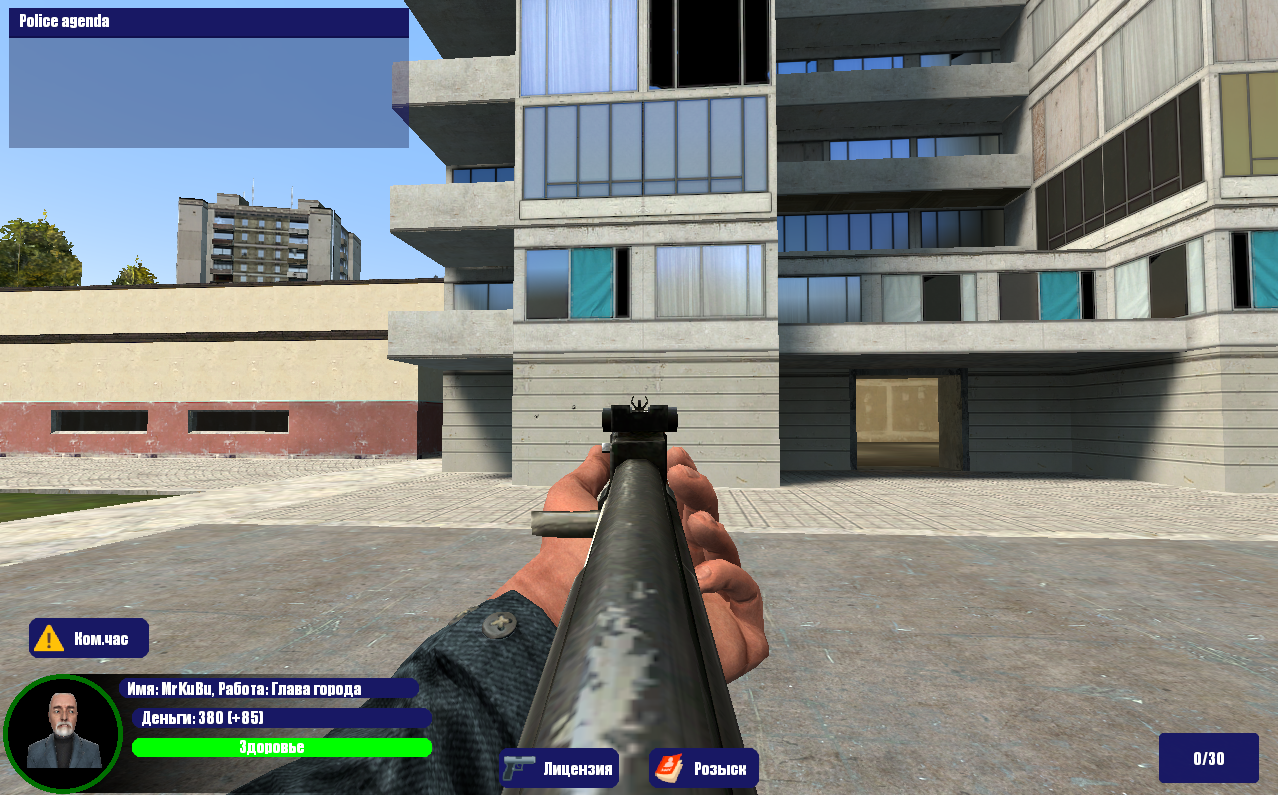 Police agenda
Ком.час
Имя: MrKuBu, Работа: Глава города
Деньги: 380 (+85)
Здоровье
Лицензия
Розыск
0/30